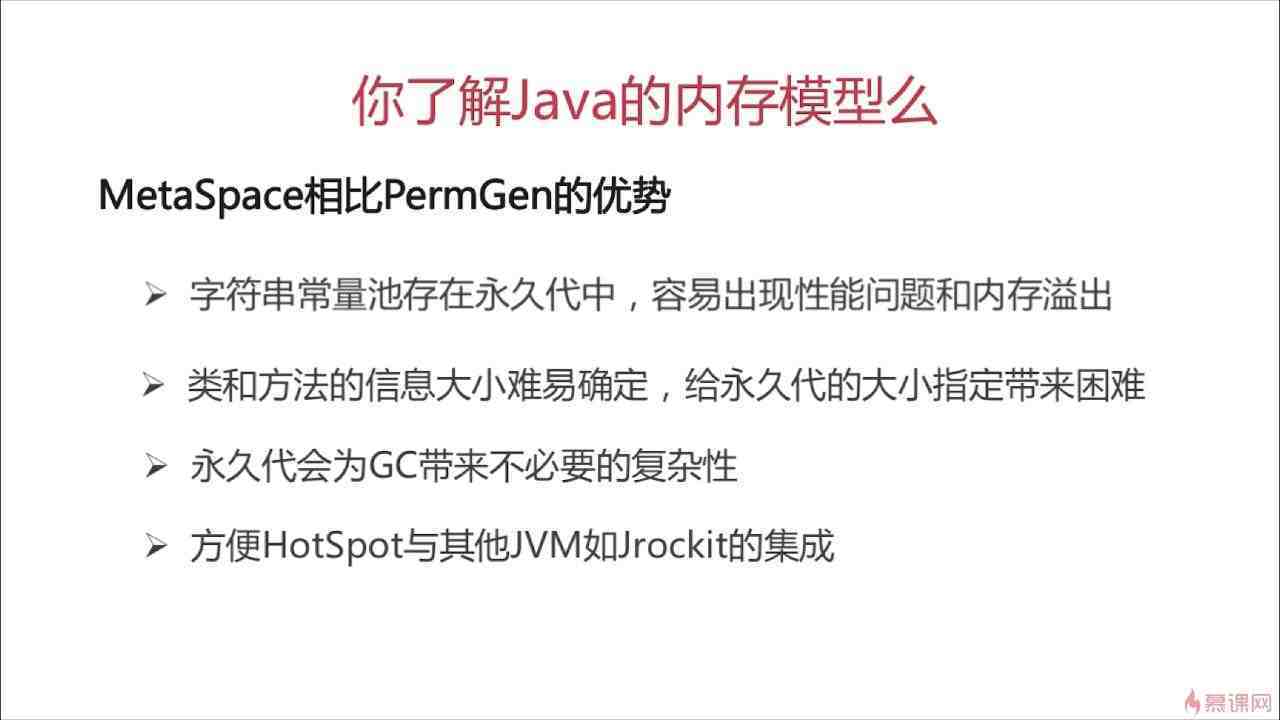 你了解Java的内存模型么
MetaSpace相比PermGen的优势
字符串常量池存在永久代中，容易出现性能问题和内存溢出
类和方法的信息大小难易确定，给永久代的大小指定带来困难
永久代会为GC带来不必要的复杂性
方便HotSpot与其他JVM如Jrockit的集成
慕课网